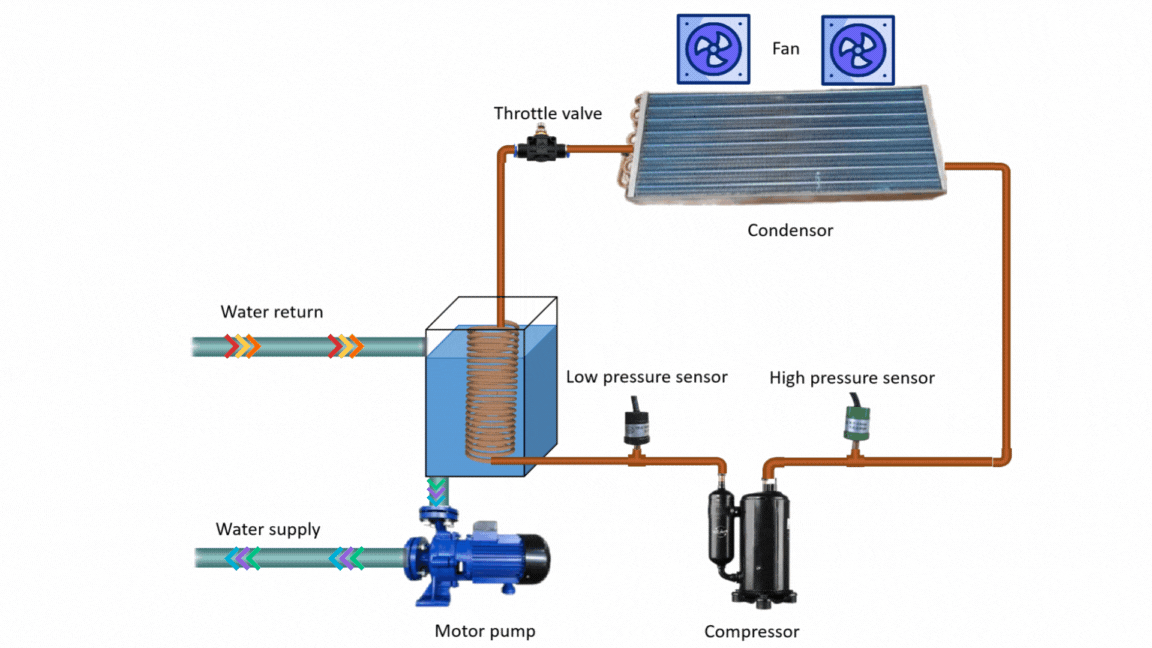 Fan
Throttle valve
Condensor
Water return
Low pressure sensor
High pressure sensor
Water supply
Motor pump
Compressor